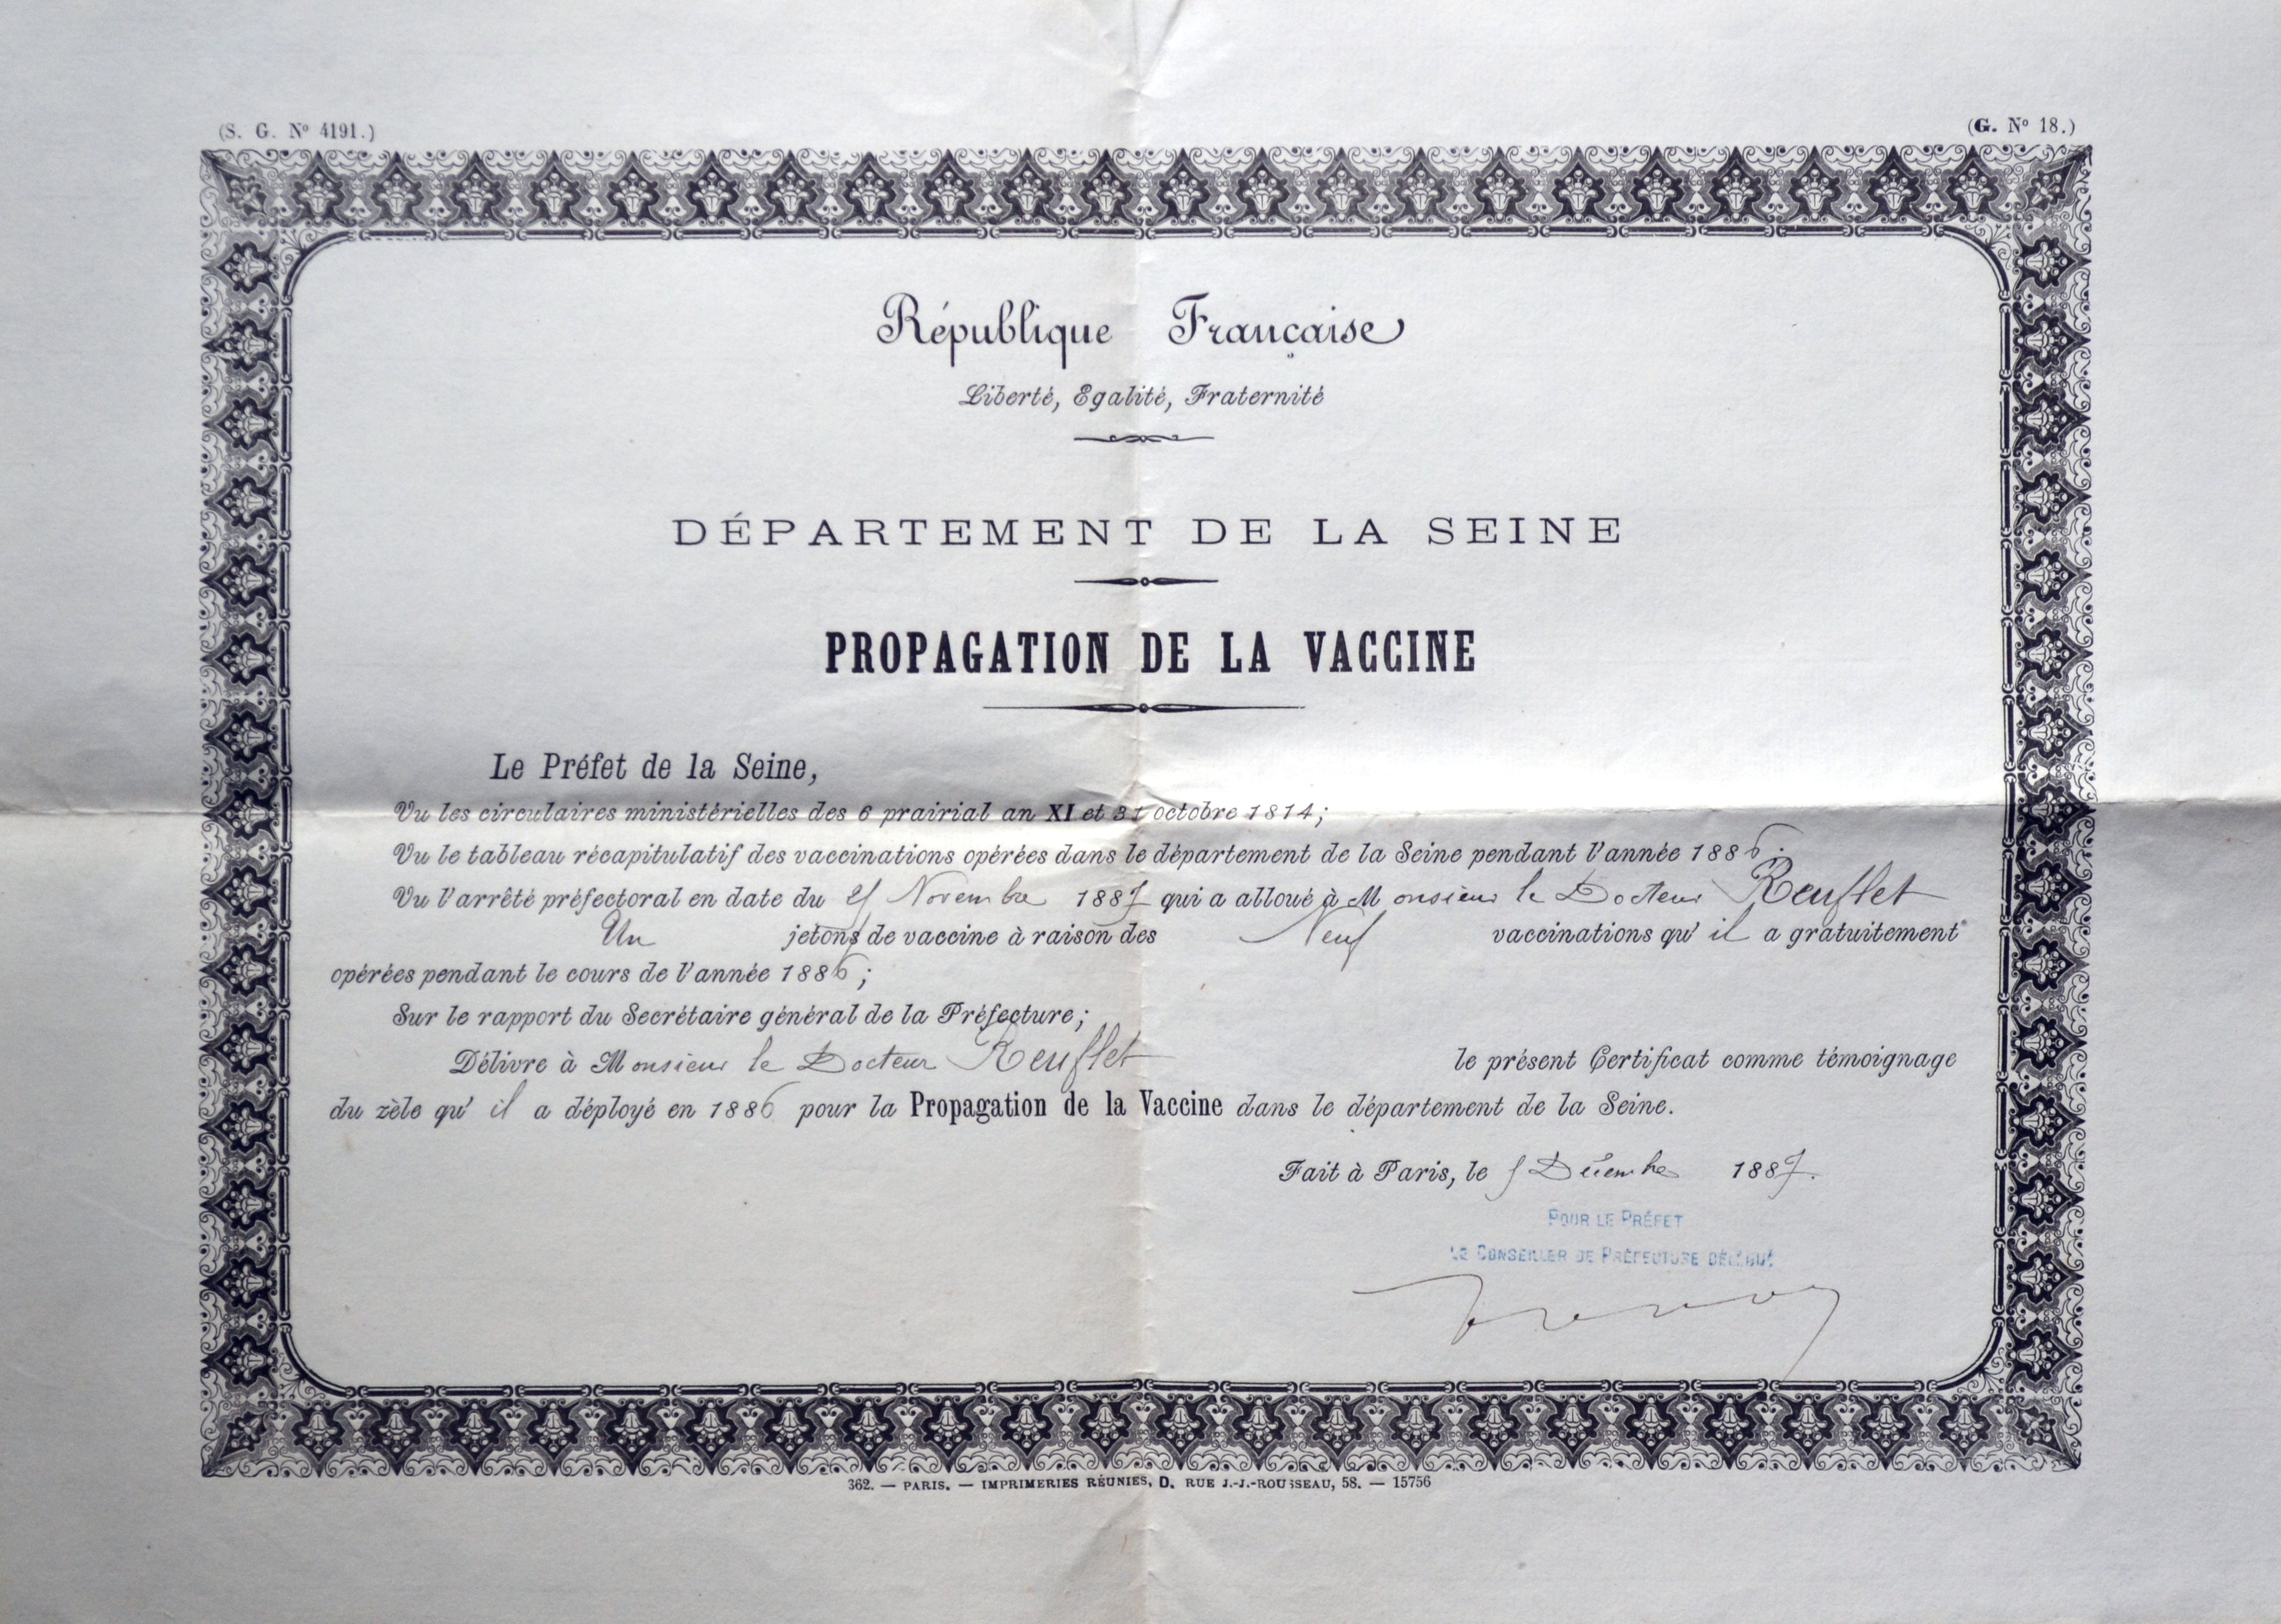 (S. G. Nº 4191.)
(G. Nº 18.)
République Française
Liberté, Egalité, Fraternité
DÉPARTEMENT DE LA SEINE
PROPAGATION DE LA VACCINE
Le Préfet de la Seine,
Vu les circulaires ministérielles des 6 prairial an XI et 31 octobre 1814;
Vu le tableau récapitulatif des vaccinations opérées dans le département de la Seine pendant l'année 1886;
Vu l'arrêté préfectoral en date du Novembre 1887 qui a alloué à Monsieur le Docteur Reuflet
Un jetons de vaccine à raison des Neuf vaccinations qu'il a gratuitement
opérées pendant le cours de l'année 1886;
Sur le rapport du Secrétaire général de la Préfecture;
Délivre à Monsieur le Docteur Reuflet le présent Certificat comme témoignage
du zèle qu'il a déployé en 1886 pour la Propagation de la Vaccine dans le département de la Seine.
Fait à Paris, le Décembre 1887.
POUR LE PRÉFET
LE CONSEILLER DE PRÉFECTURE DÉLÉGUÉ
362. — PARIS. — IMPRIMERIES RÉUNIES, D. RUE J.-J.-ROUSSEAU, 58. — 15756